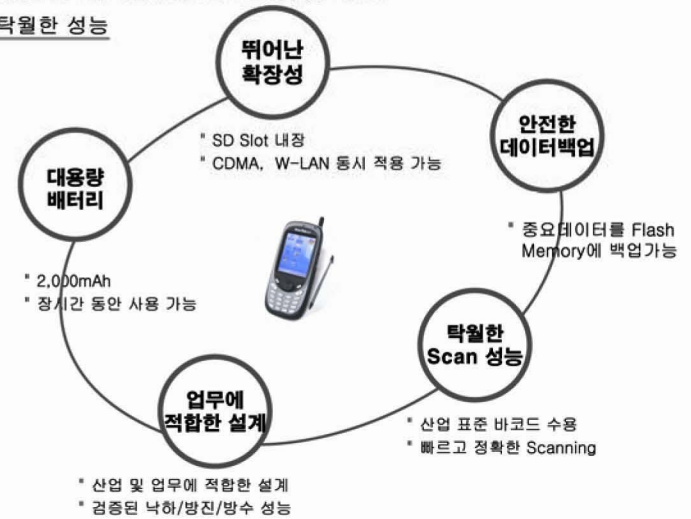 탁월한 성능
뛰어난
확장성
" SD Slot 내장
" CDMA, W-LAN 동시 적용 가능
안전한
데이터백업
" 중요데이터를 Flash
Memory에 백업가능
대용량
배터리
" 2,000mAh
" 장시간 동안 사용 가능
탁월한
Scan 성능
" 산업 표준 바코드 수용
" 빠르고 정확한 Scanning
업무에
적합한 설계
" 산업 및 업무에 적합한 설계
" 검증된 낙하/방진/방수 성능